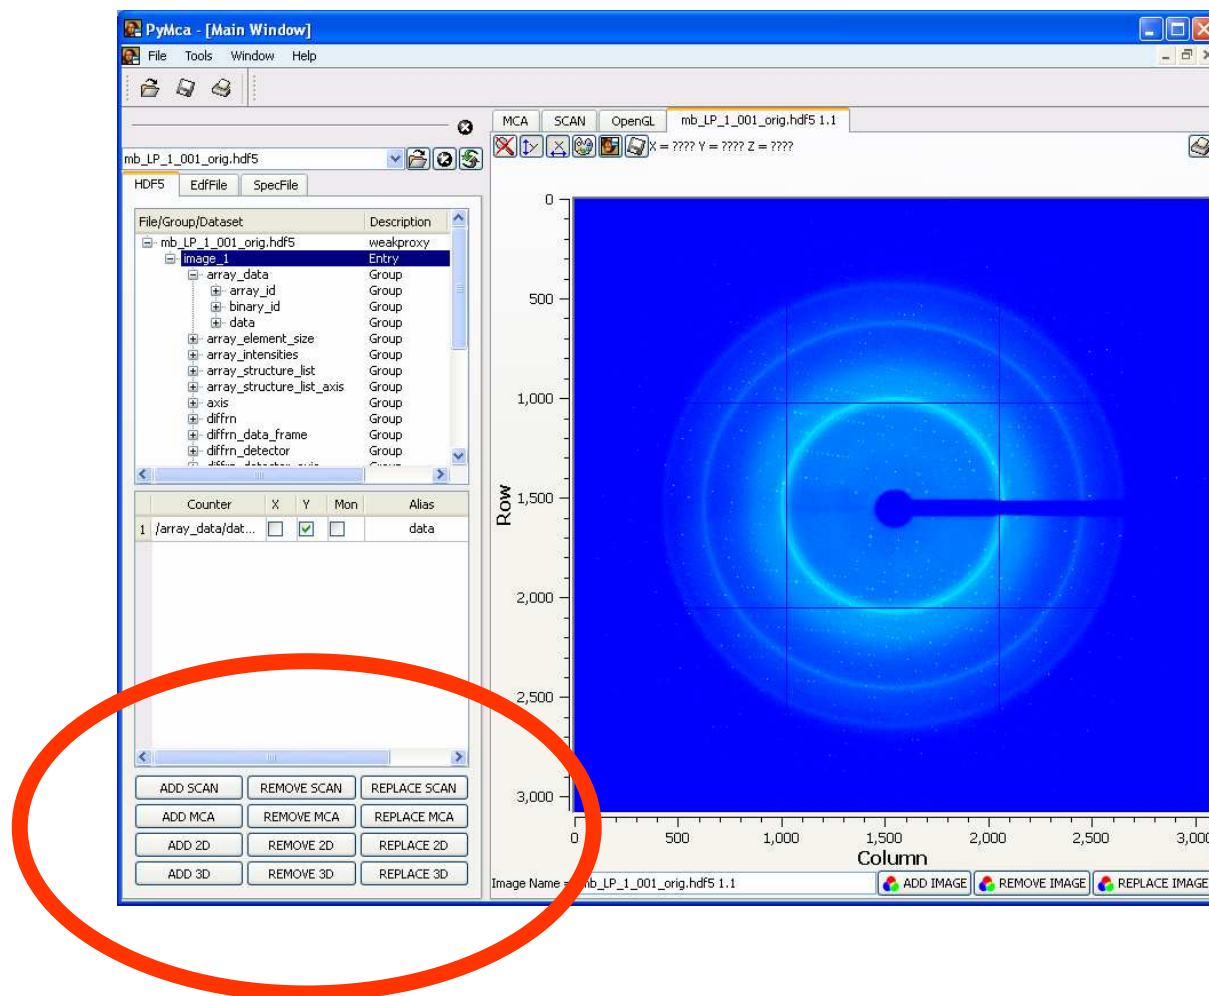 PyMca - [Main Window]
File Tools Window Help
mb_LP_1_001_orig.hdf5
HDF5 EdfFile SpecFile
File/Group/Dataset Description
mb_LP_1_001_orig.hdf5 weakproxy
image_1 Entry
array_data Group
array_id Group
binary_id Group
data Group
array_element_size Group
array_intensities Group
array_structure_list Group
array_structure_list_axis Group
axis Group
diffrn Group
diffrn_data_frame Group
diffrn_detector Group
diffrn_detector_axis Group
Counter X Y Mon Alias
1 /array_data/dat... data
ADD SCAN REMOVE SCAN REPLACE SCAN
ADD MCA REMOVE MCA REPLACE MCA
ADD 2D REMOVE 2D REPLACE 2D
ADD 3D REMOVE 3D REPLACE 3D
MCA SCAN OpenGL mb_LP_1_001_orig.hdf5 1.1
X = ???? Y = ???? Z = ????
0
500
1,000
1,500
2,000
2,500
3,000
Row
0 500 1,000 1,500 2,000 2,500 3,000
Column
Image Name = mb_LP_1_001_orig.hdf5 1.1 ADD IMAGE REMOVE IMAGE REPLACE IMAGE